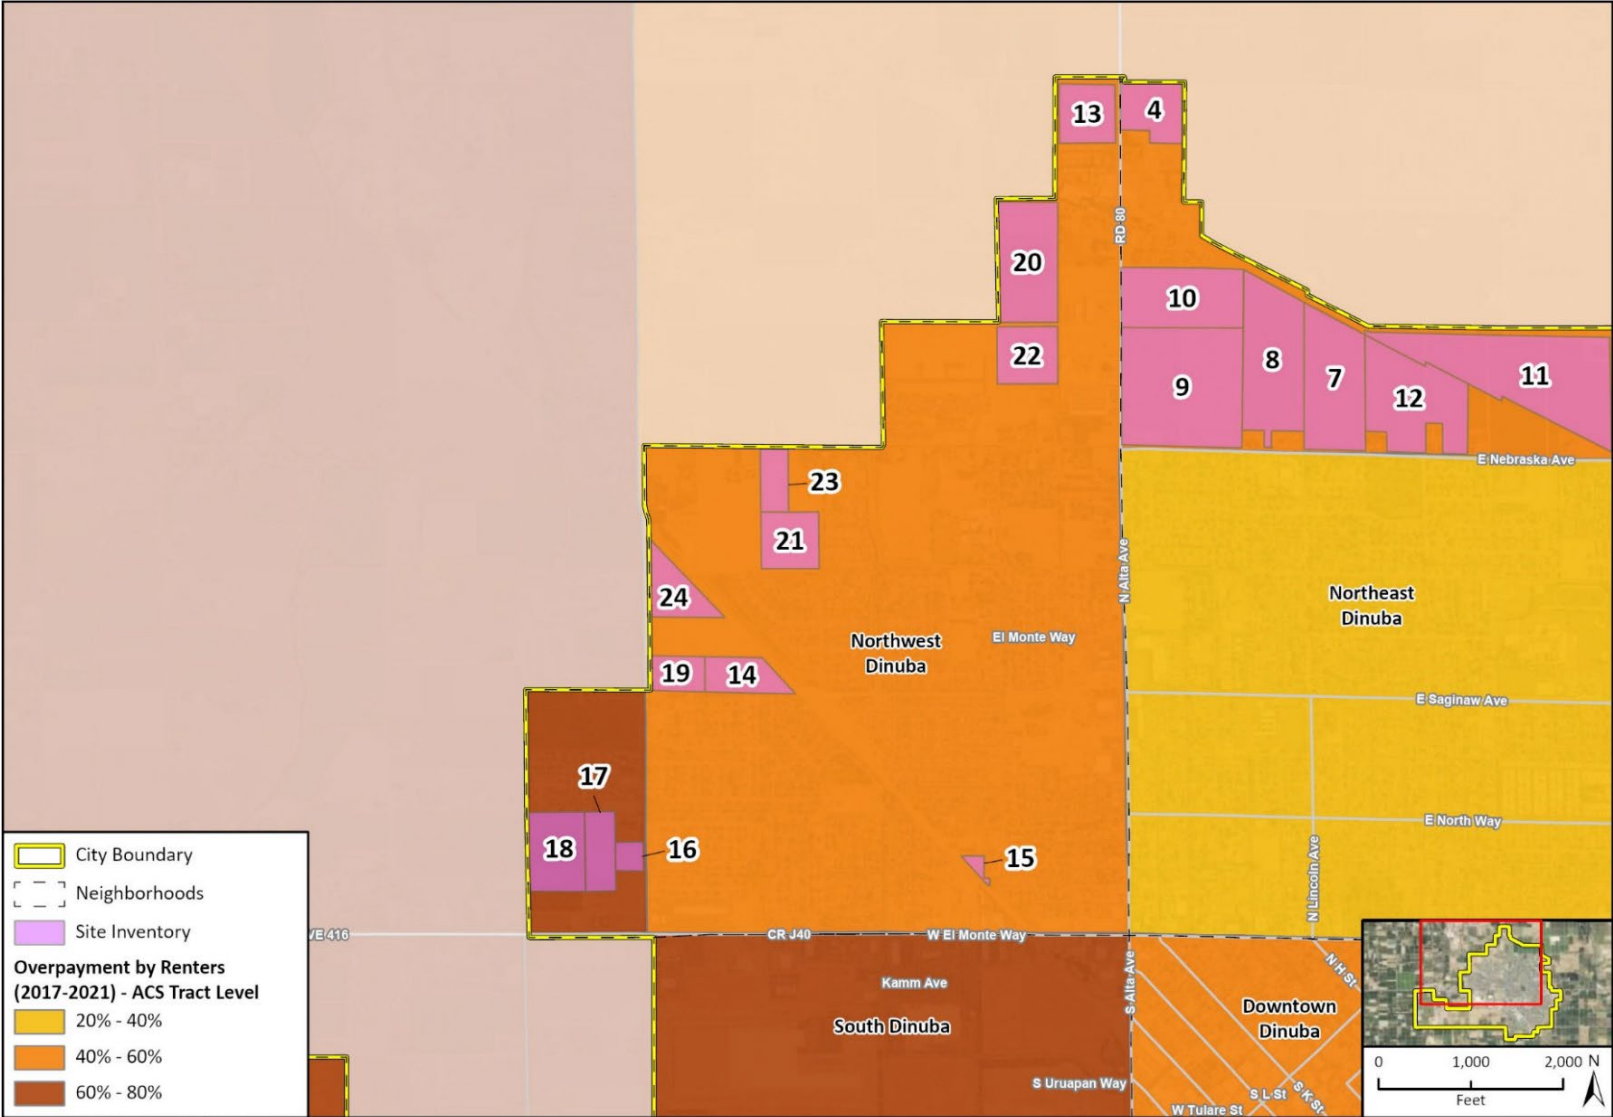 13
4
RD 80
20
10
22
8
7
9
12
11
E Nebraska Ave
23
21
N Alta Ave
24
Northeast
Dinuba
Northwest
Dinuba
El Monte Way
19
14
E Saginaw Ave
17
18
16
15
E North Way
N Lincoln Ave
VE 416
CR J40
W El Monte Way
Kamm Ave
S Alta Ave
N H St
South Dinuba
Downtown
Dinuba
S Uruapan Way
S L St
S K St
W Tulare St
City Boundary
Neighborhoods
Site Inventory
Overpayment by Renters
(2017-2021) - ACS Tract Level
20% - 40%
40% - 60%
60% - 80%
0 1,000 2,000
Feet
N